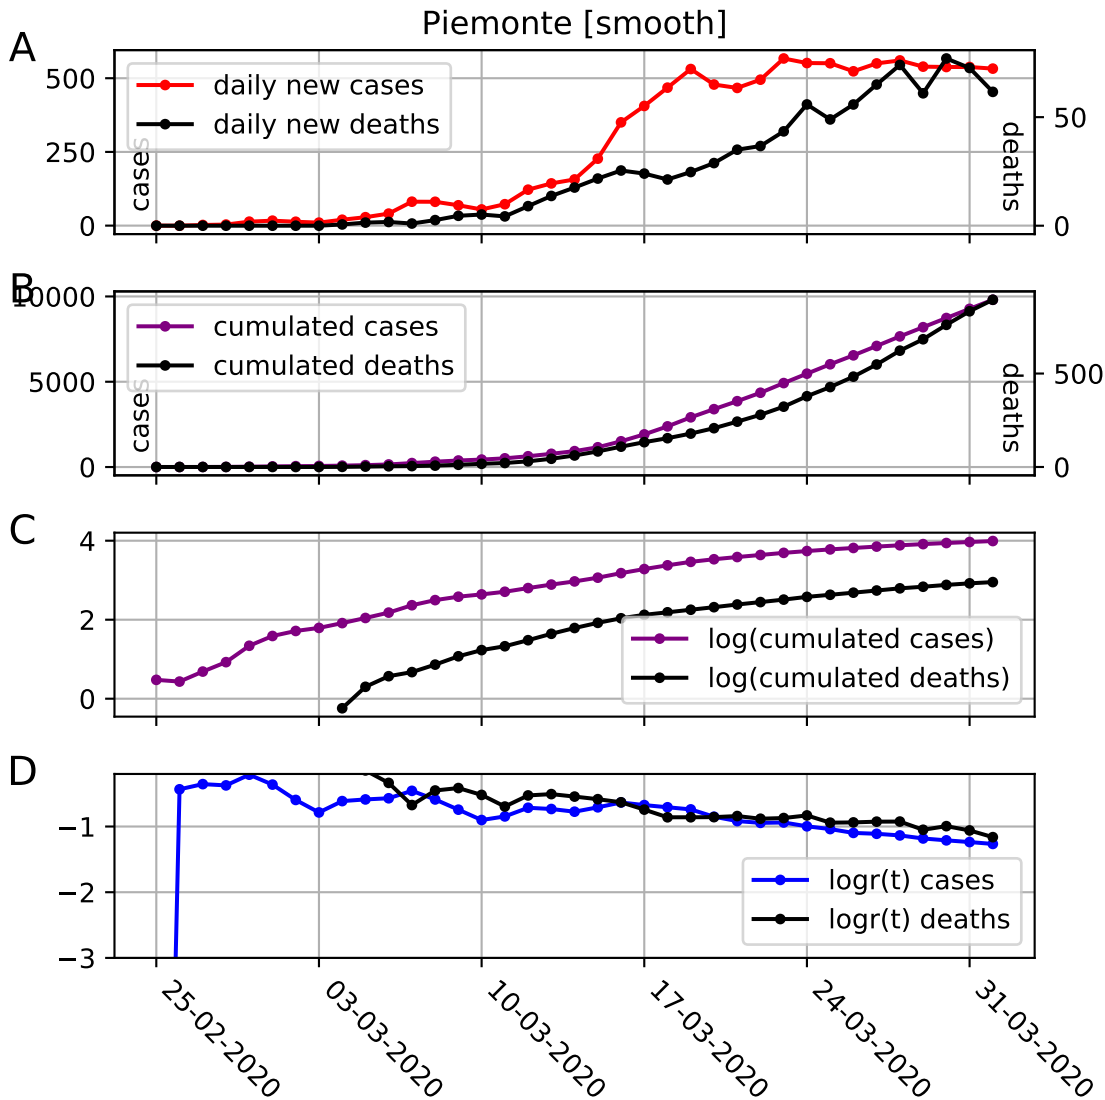 Piemonte [smooth]
A
500
250
0
cases
daily new cases
daily new deaths
50
0
deaths
B
10000
5000
0
cases
cumulated cases
cumulated deaths
500
0
deaths
C
4
2
0
log(cumulated cases)
log(cumulated deaths)
D
−1
−2
−3
logr(t) cases
logr(t) deaths
25-02-2020
03-03-2020
10-03-2020
17-03-2020
24-03-2020
31-03-2020